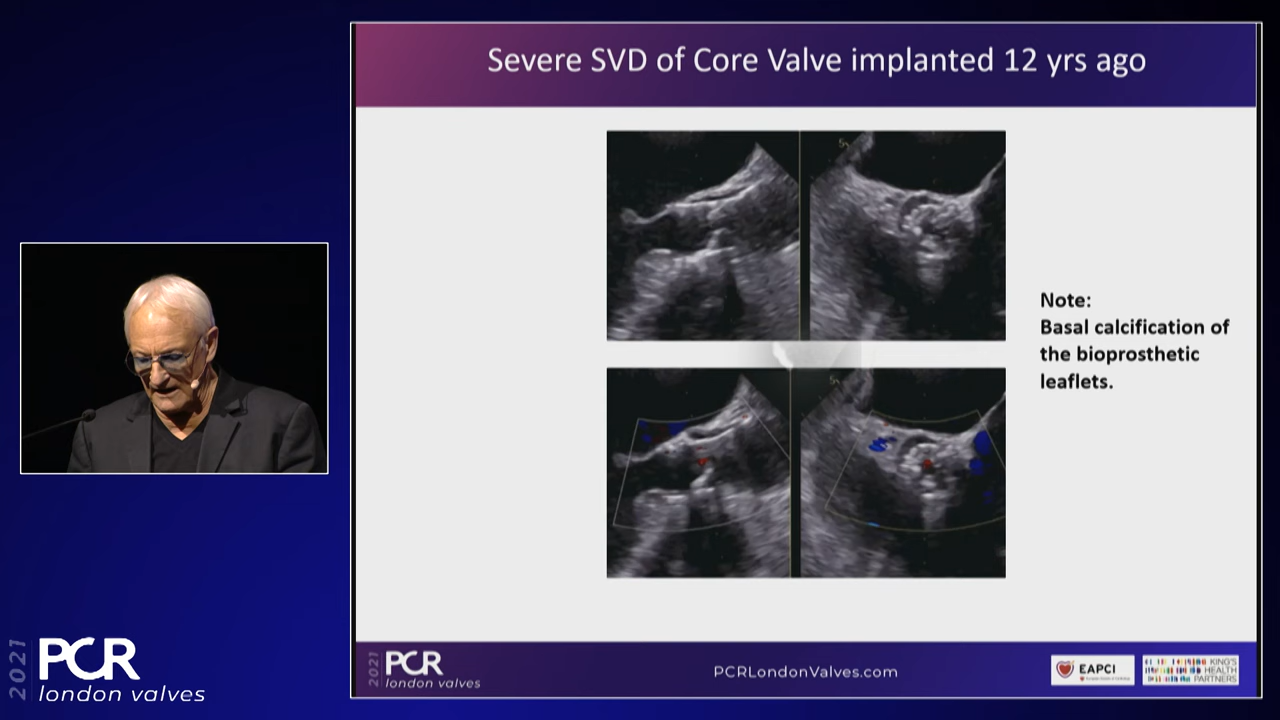 Severe SVD of Core Valve implanted 12 yrs ago
Note:
Basal calcification of
the bioprosthetic
leaflets.
2021
PCR
london valves
2021
PCR
london valves
PCRLondonValves.com
EAPCI
KING'S
HEALTH
PARTNERS